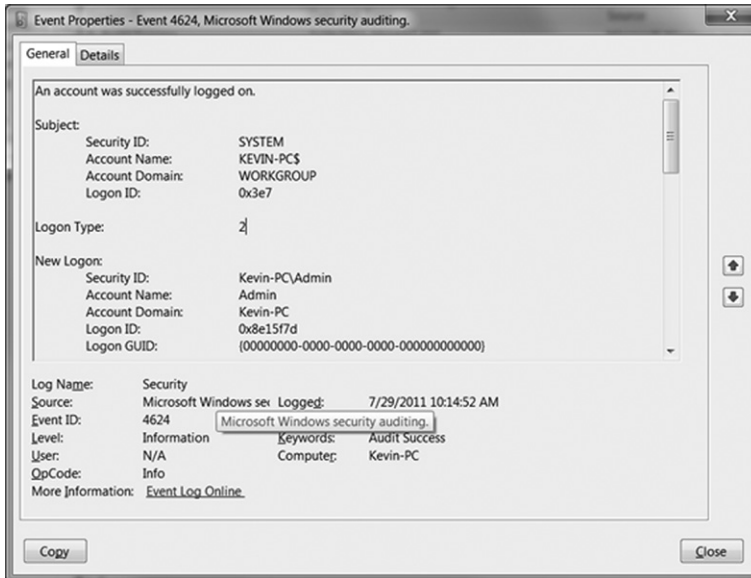 Event Properties - Event 4624, Microsoft Windows security auditing.
General Details
An account was successfully logged on.
Subject:
Security ID: SYSTEM
Account Name: KEVIN-PC$
Account Domain: WORKGROUP
Logon ID: 0x3e7
Logon Type: 2
New Logon:
Security ID: Kevin-PC\Admin
Account Name: Admin
Account Domain: Kevin-PC
Logon ID: 0x8e15f7d
Logon GUID: {00000000-0000-0000-0000-000000000000}
Log Name: Security
Source: Microsoft Windows sec Logged: 7/29/2011 10:14:52 AM
Event ID: 4624 Microsoft Windows security auditing.
Level: Information Keywords: Audit Success
User: N/A Computer: Kevin-PC
OpCode: Info
More Information: Event Log Online
Copy Close